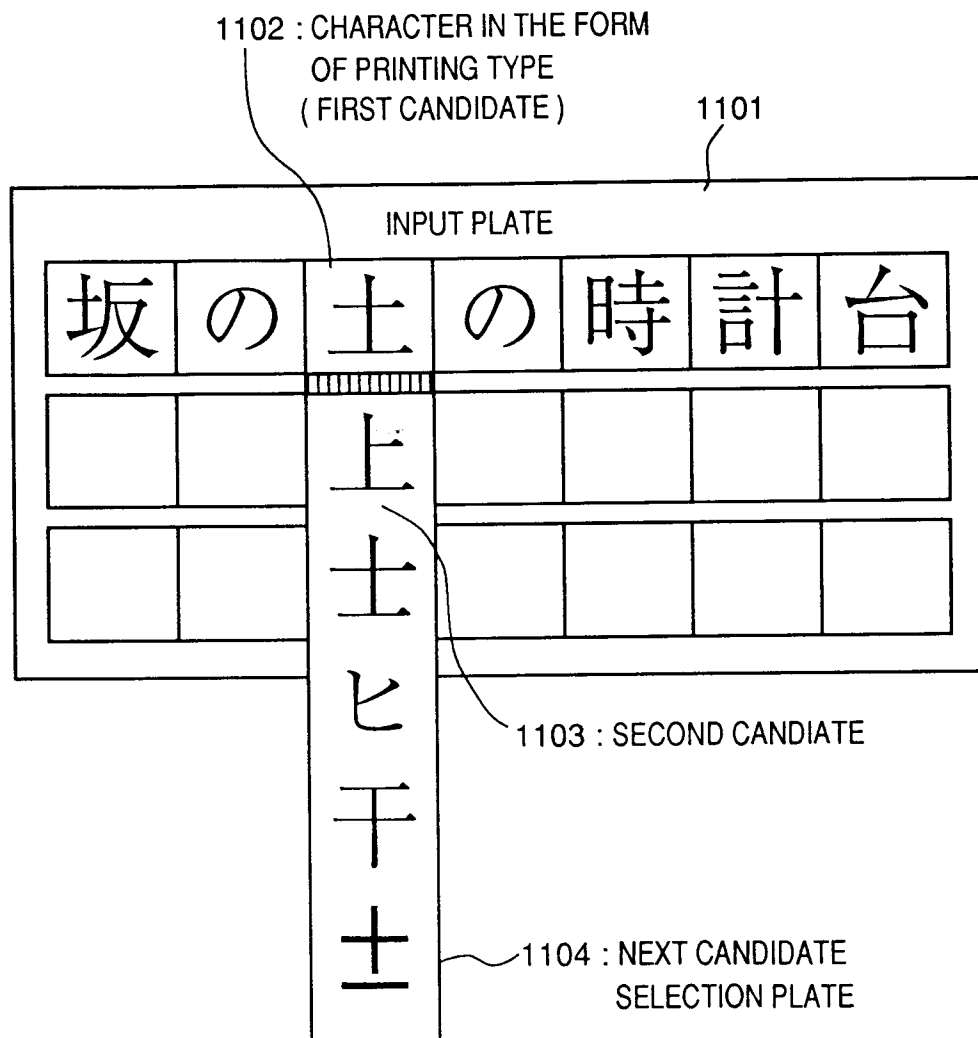 1102 : CHARACTER IN THE FORM
OF PRINTING TYPE
( FIRST CANDIDATE )
1101
INPUT PLATE
坂の土の時計台
上
士
ヒ
干
±
1103 : SECOND CANDIATE
1104 : NEXT CANDIDATE
SELECTION PLATE